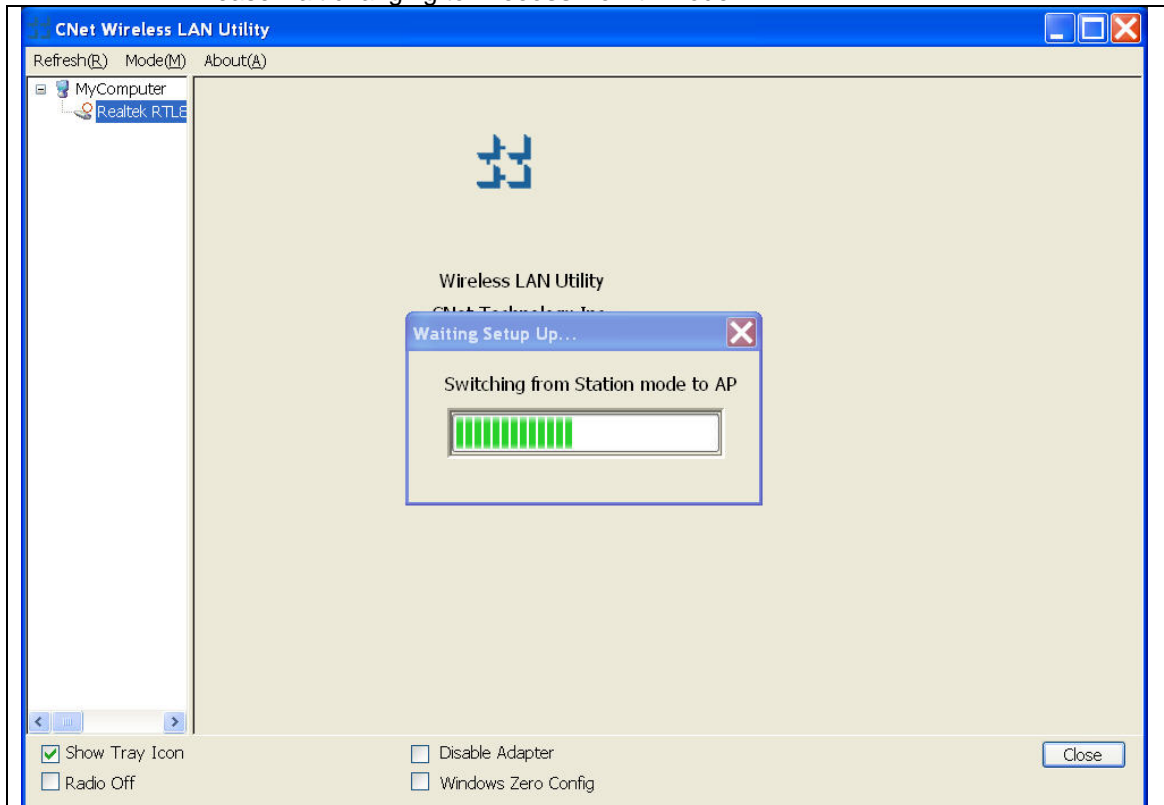 CNet Wireless LAN Utility
Refresh(R) Mode(M) About(A)
MyComputer
Realtek RTL8
Wireless LAN Utility
Waiting Setup Up...
Switching from Station mode to AP
Show Tray Icon
Disable Adapter
Close
Radio Off
Windows Zero Config